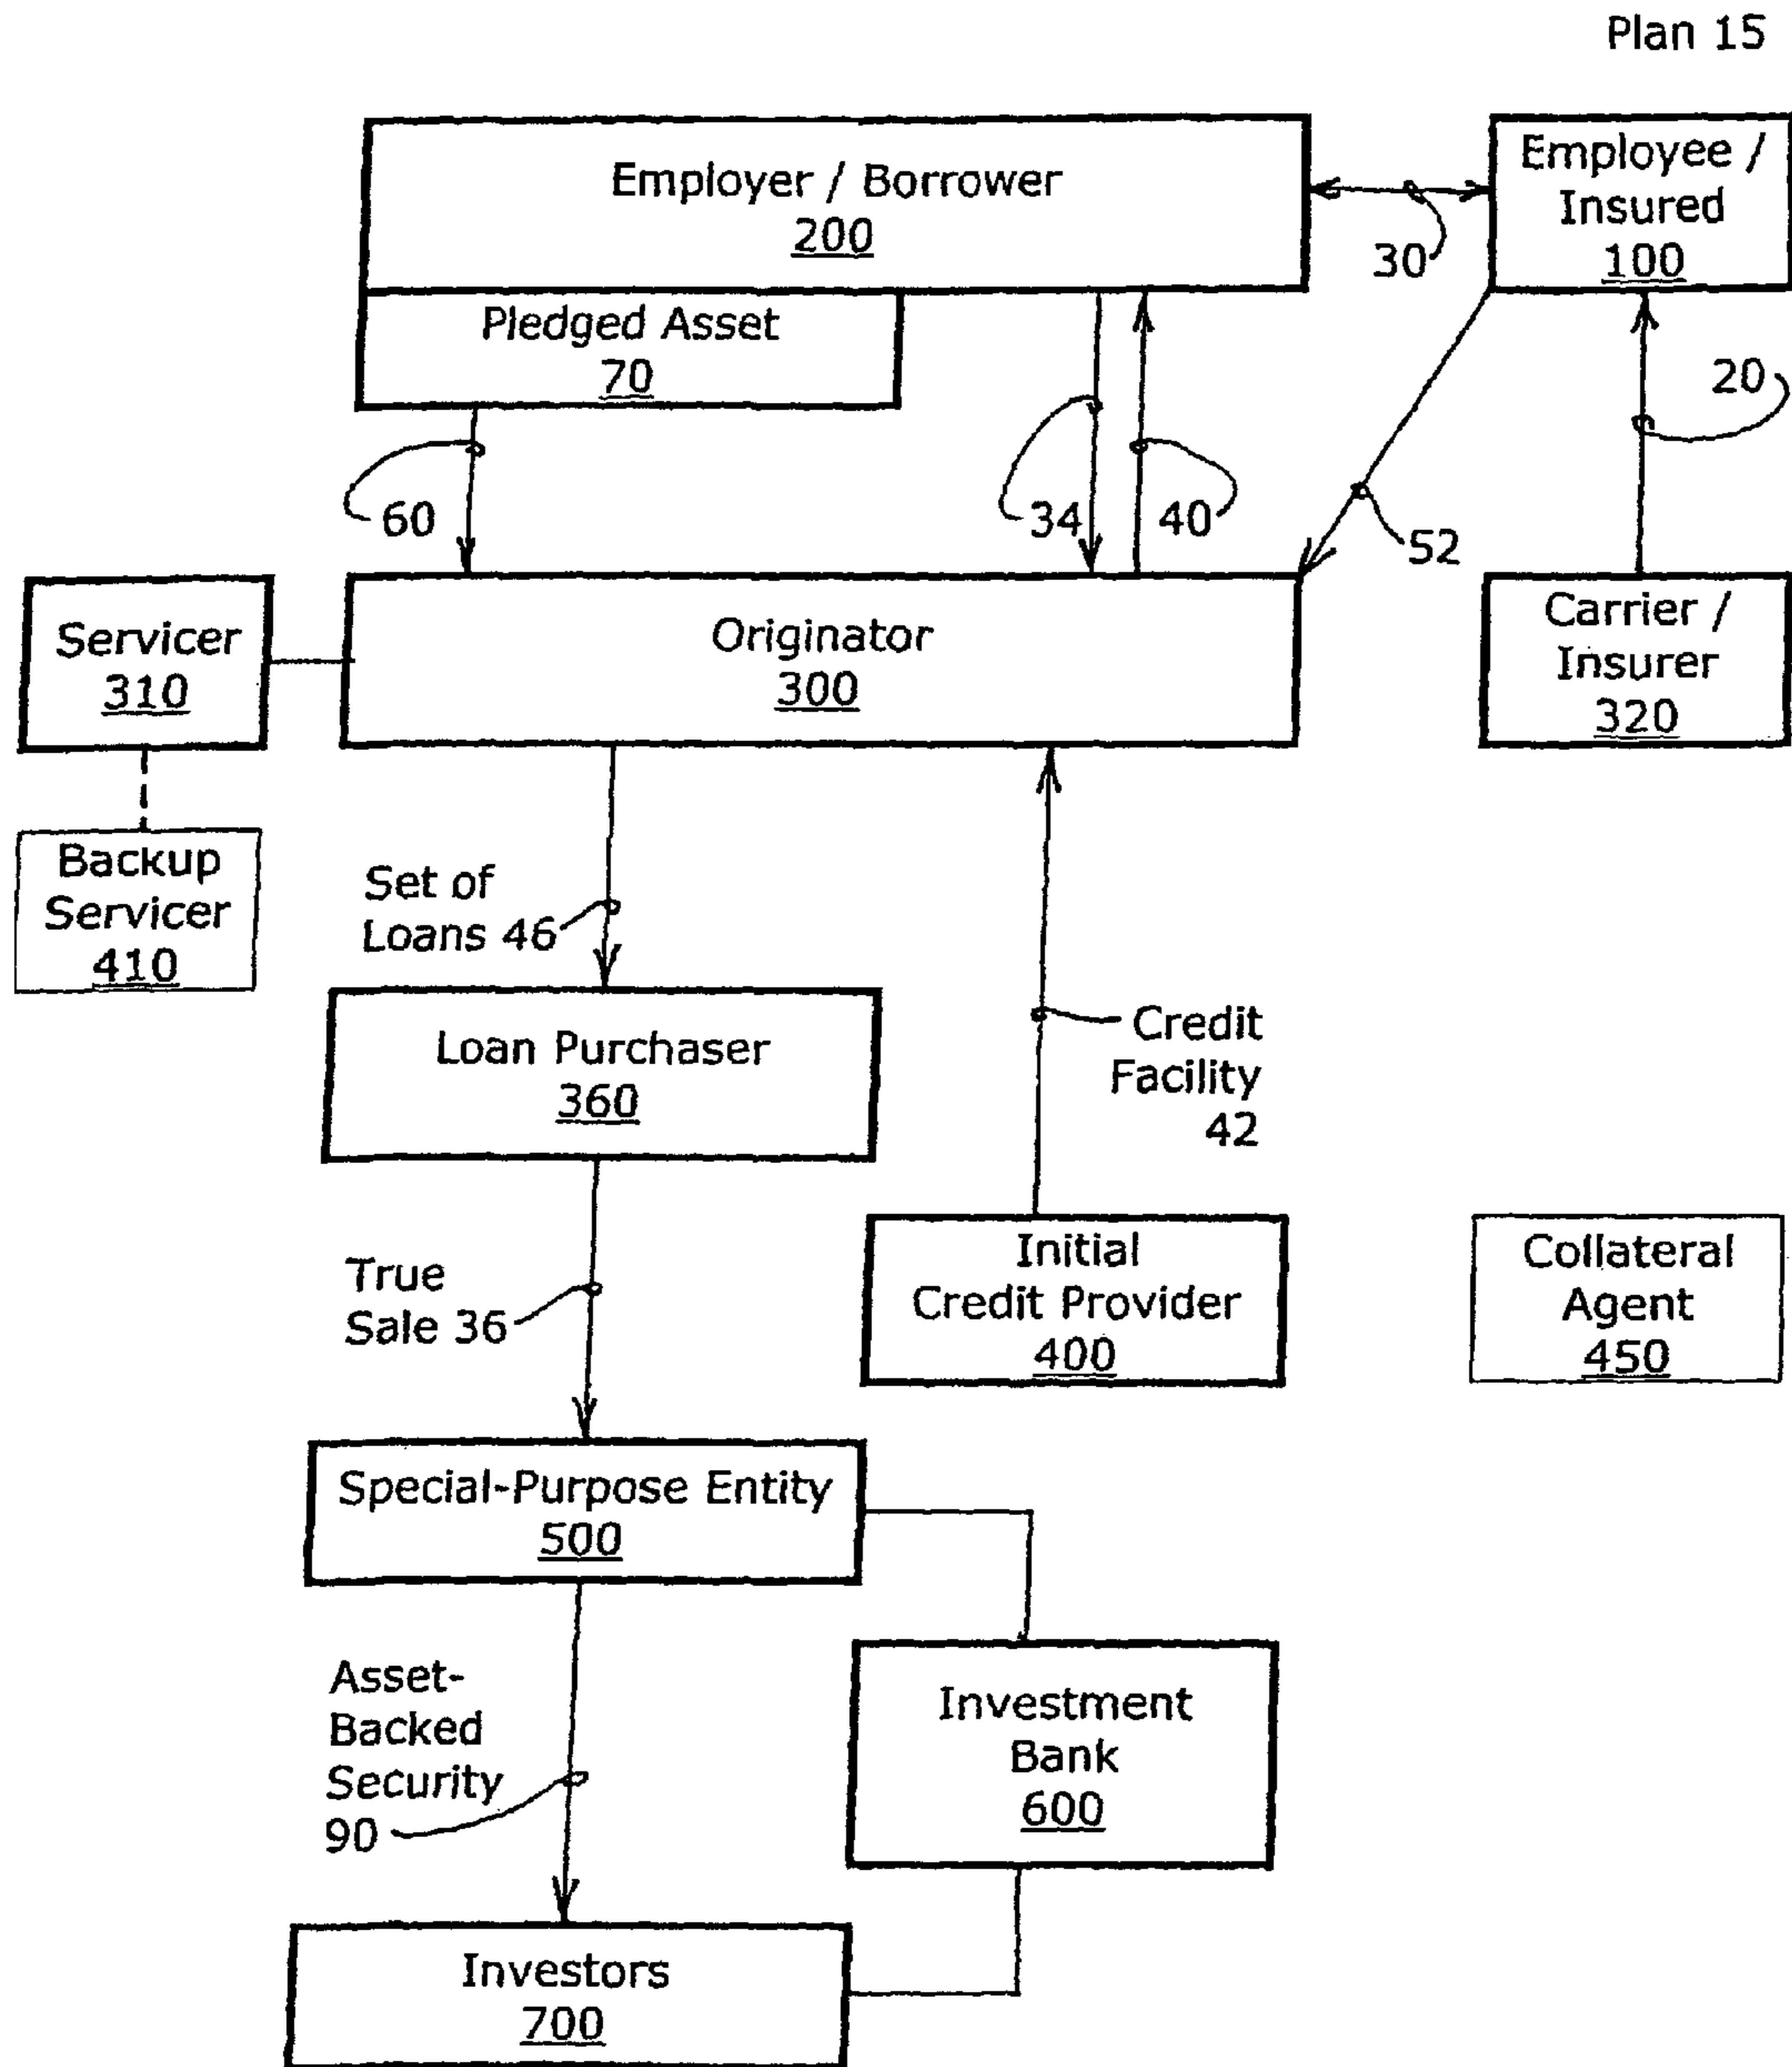 Plan 15
Employer / Borrower
200
Employee /
Insured
100
30
Pledged Asset
70
20
60
34
40
52
Servicer
310
Originator
300
Carrier /
Insurer
320
Backup
Servicer
410
Set of
Loans 46
Loan Purchaser
360
Credit
Facility
42
True
Sale 36
Initial
Credit Provider
400
Collateral
Agent
450
Special-Purpose Entity
500
Asset-
Backed
Security
90
Investment
Bank
600
Investors
700